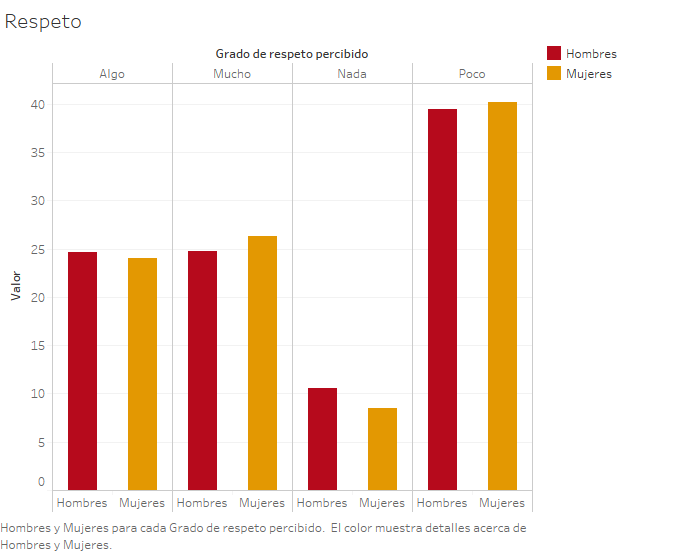 Respeto
Grado de respeto percibido
Algo Mucho Nada Poco
Hombres
Mujeres
Valor
40
35
30
25
20
15
10
5
0
Hombres Mujeres Hombres Mujeres Hombres Mujeres Hombres Mujeres
Hombres y Mujeres para cada Grado de respeto percibido. El color muestra detalles acerca de
Hombres y Mujeres.